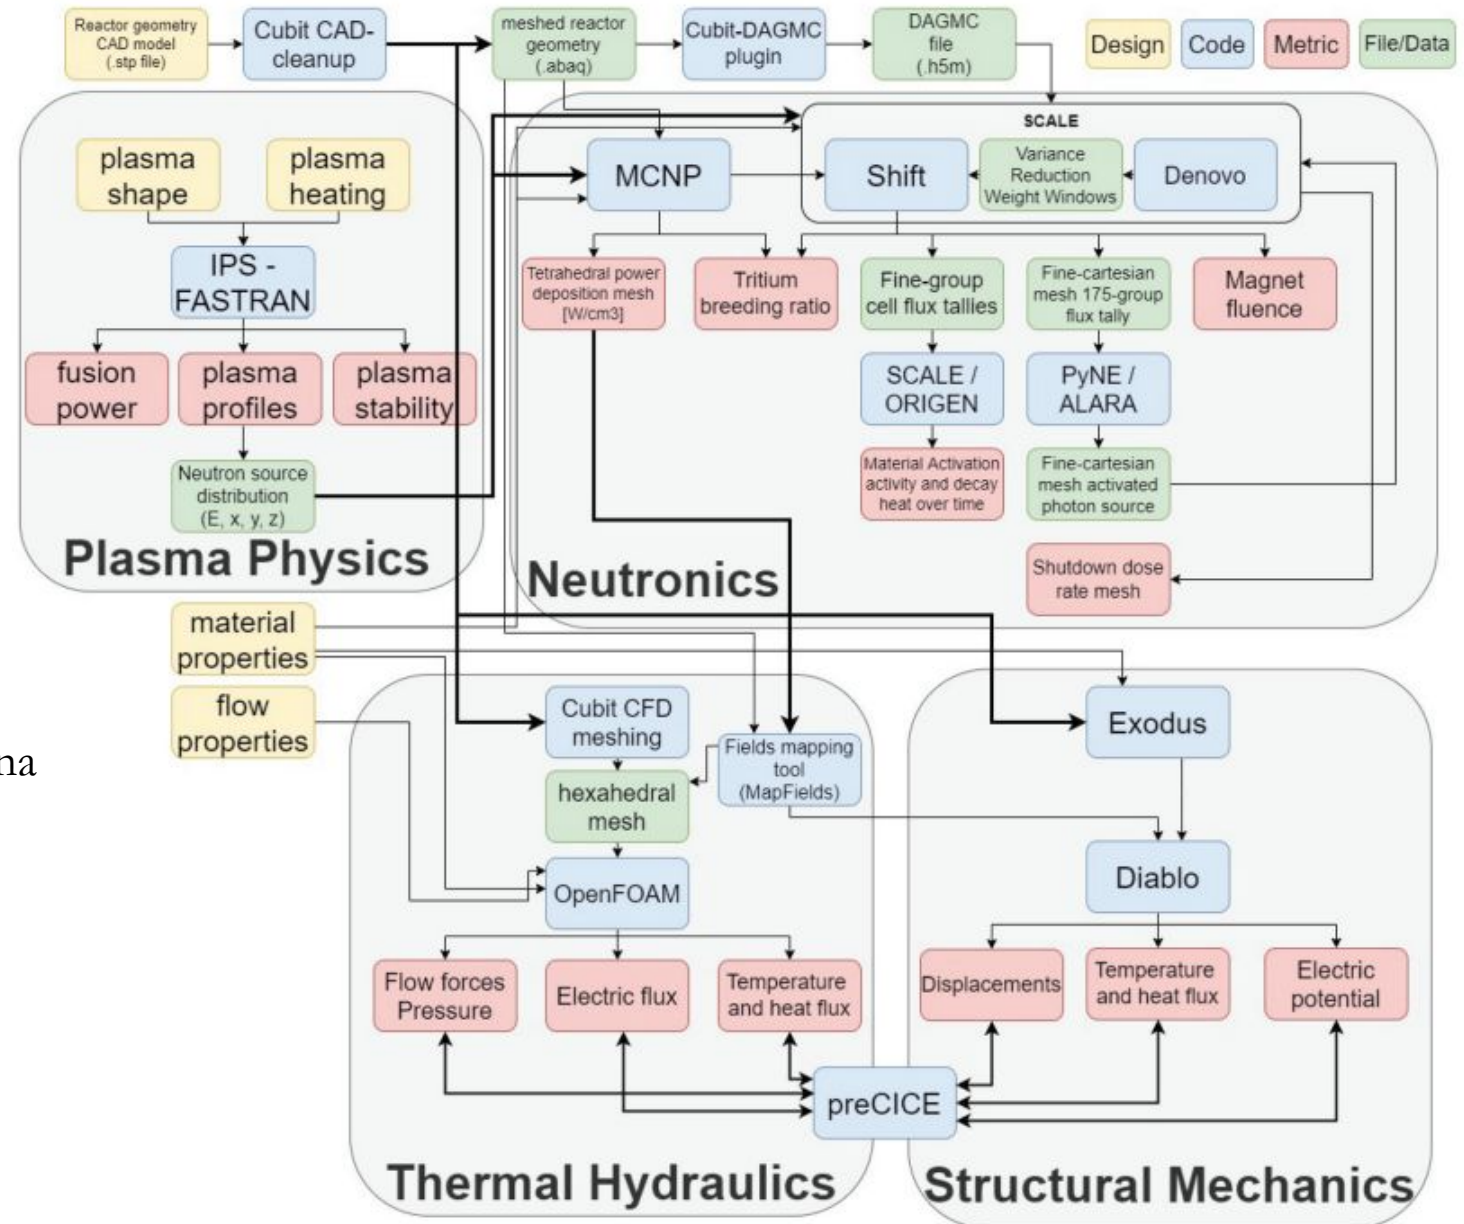 Reactor geometry
CAD model
(.stp file)
Cubit CAD-
cleanup
meshed reactor
geometry
(.abaq)
Cubit-DAGMC
plugin
DAGMC
file
(.h5m)
Design
Code
Metric
File/Data
plasma
shape
plasma
heating
IPS -
FASTRAN
fusion
power
plasma
profiles
plasma
stability
Neutron source
distribution
(E, x, y, z)
Plasma Physics
SCALE
MCNP
Shift
Variance
Reduction
Weight Windows
Denovo
Tetrahedral power
deposition mesh
[W/cm3]
Tritium
breeding ratio
Fine-group
cell flux tallies
Fine-cartesian
mesh 175-group
flux tally
Magnet
fluence
SCALE /
ORIGEN
PyNE /
ALARA
Material Activation
activity and decay
heat over time
Fine-cartesian
mesh activated
photon source
Shutdown dose
rate mesh
Neutronics
material
properties
flow
properties
na
Cubit CFD
meshing
Fields mapping
tool
(MapFields)
hexahedral
mesh
OpenFOAM
Flow forces
Pressure
Electric flux
Temperature
and heat flux
Thermal Hydraulics
preCICE
Exodus
Diablo
Displacements
Temperature
and heat flux
Electric
potential
Structural Mechanics